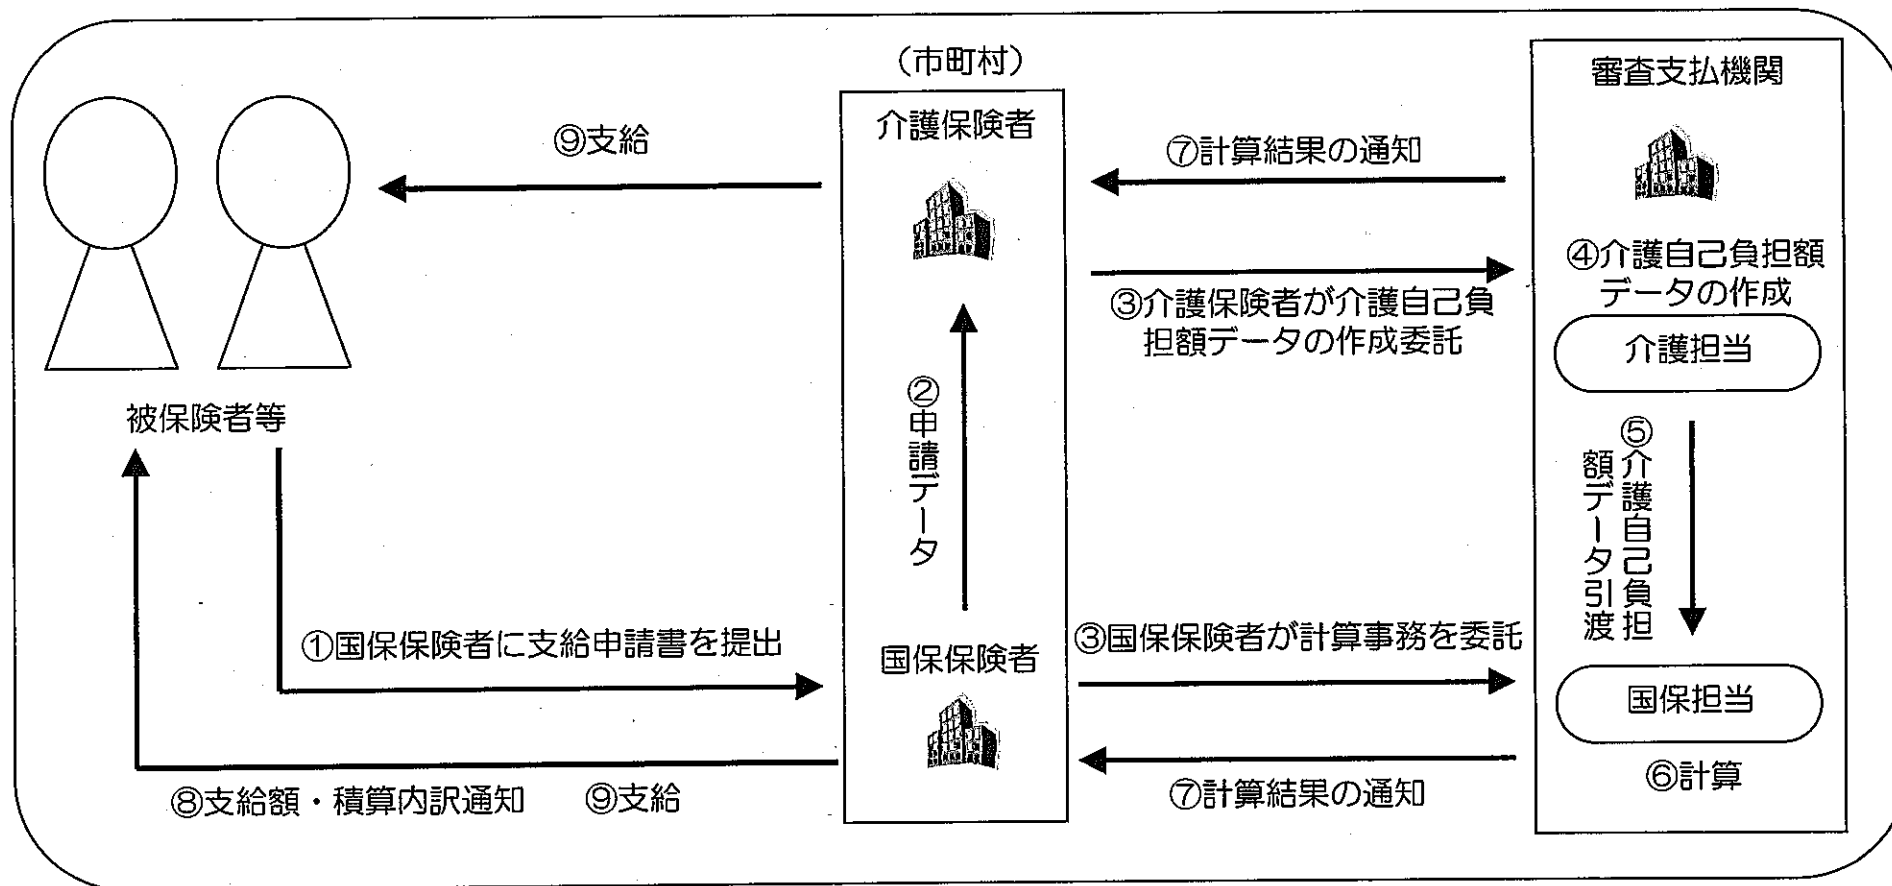 (市町村)
審査支払機関
介護保険者
⑨支給
⑦計算結果の通知
④介護自己負担額
データの作成
③介護保険者が介護自己負
担額データの作成委託
介護担当
②申請データ
被保険者等
⑤介護自己負担
額データ引渡
①国保保険者に支給申請書を提出
国保保険者
③国保保険者が計算事務を委託
国保担当
⑧支給額・積算内訳通知
⑨支給
⑦計算結果の通知
⑥計算